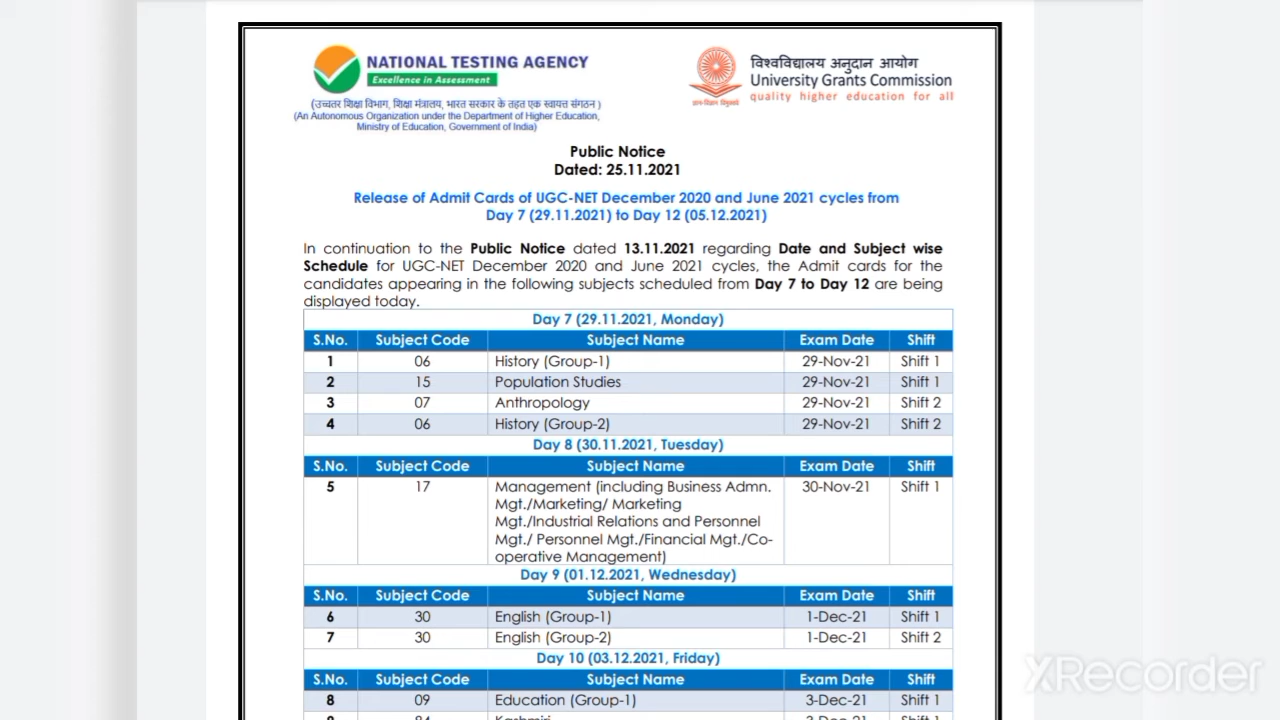 NATIONAL TESTING AGENCY
Excellence in Assessment
(उच्चतर शिक्षा विभाग, शिक्षा मंत्रालय, भारत सरकार के तहत एक स्वायत्त संगठन )
(An Autonomous Organization under the Department of Higher Education,
Ministry of Education, Government of India)
विश्वविद्यालय अनुदान आयोग
University Grants Commission
quality higher education for all
ज्ञान-विज्ञान विमुक्तये
Public Notice
Dated: 25.11.2021
Release of Admit Cards of UGC-NET December 2020 and June 2021 cycles from
Day 7 (29.11.2021) to Day 12 (05.12.2021)
In continuation to the Public Notice dated 13.11.2021 regarding Date and Subject wise
Schedule for UGC-NET December 2020 and June 2021 cycles, the Admit cards for the
candidates appearing in the following subjects scheduled from Day 7 to Day 12 are being
displayed today.
Day 7 (29.11.2021, Monday)
S.No. Subject Code Subject Name Exam Date Shift
1 06 History (Group-1) 29-Nov-21 Shift 1
2 15 Population Studies 29-Nov-21 Shift 1
3 07 Anthropology 29-Nov-21 Shift 2
4 06 History (Group-2) 29-Nov-21 Shift 2
Day 8 (30.11.2021, Tuesday)
S.No. Subject Code Subject Name Exam Date Shift
5 17 Management (including Business Admn. 30-Nov-21 Shift 1
Mgt./Marketing/ Marketing
Mgt./Industrial Relations and Personnel
Mgt./ Personnel Mgt./Financial Mgt./Co-
operative Management)
Day 9 (01.12.2021, Wednesday)
S.No. Subject Code Subject Name Exam Date Shift
6 30 English (Group-1) 1-Dec-21 Shift 1
7 30 English (Group-2) 1-Dec-21 Shift 2
Day 10 (03.12.2021, Friday)
S.No. Subject Code Subject Name Exam Date Shift
8 09 Education (Group-1) 3-Dec-21 Shift 1
9 84 Kashmiri 3-Dec-21 Shift 1
XRecorder